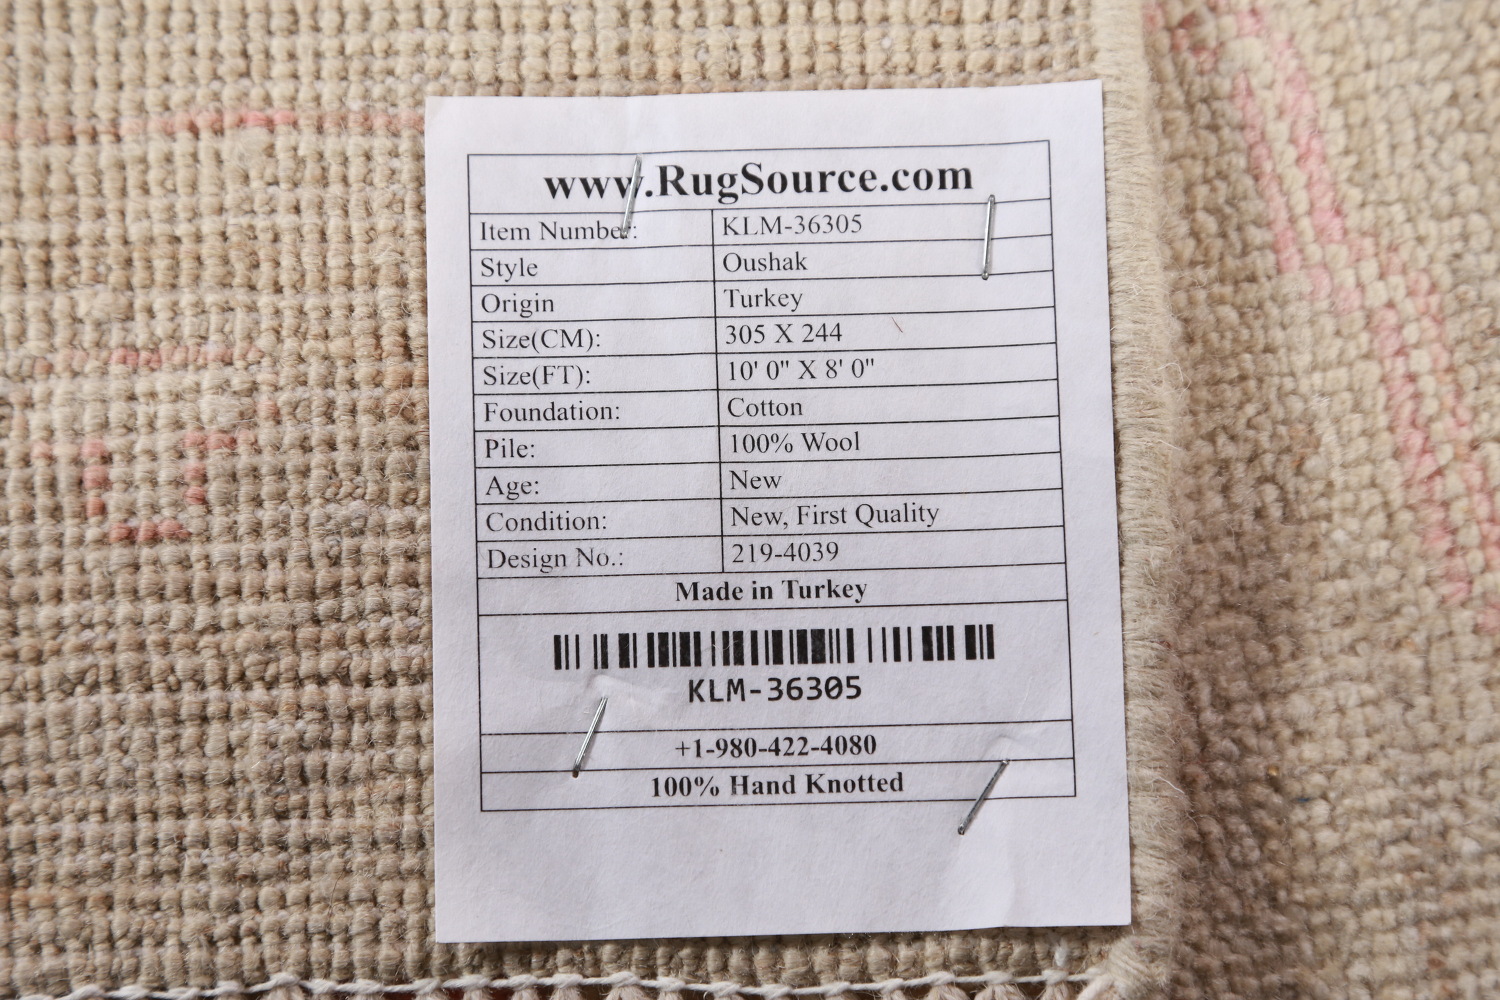 www.RugSource.com
Item Number: KLM-36305
Style Oushak
Origin Turkey
Size(CM): 305 X 244
Size(FT): 10' 0" X 8' 0"
Foundation: Cotton
Pile: 100% Wool
Age: New
Condition: New, First Quality
Design No.: 219-4039
Made in Turkey
KLM-36305
+1-980-422-4080
100% Hand Knotted